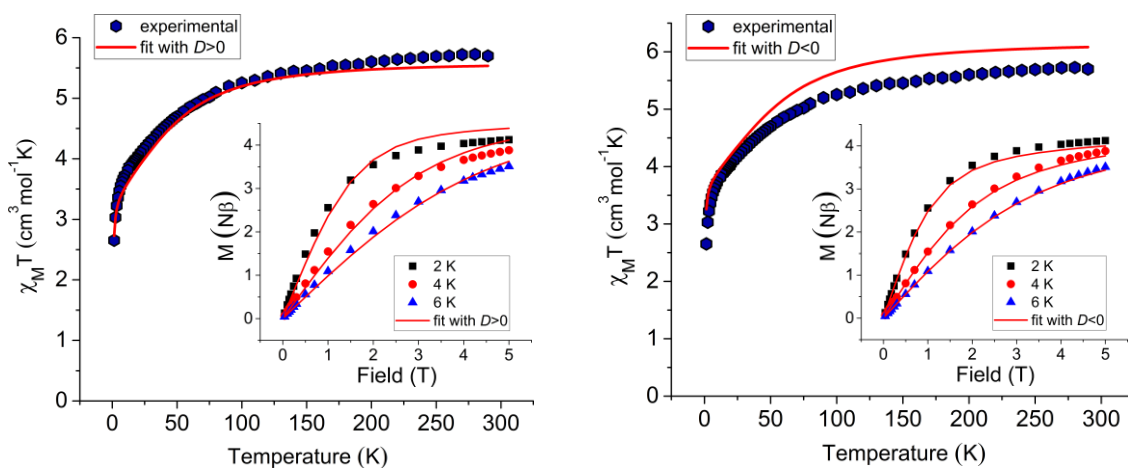 experimental
fit with D>0
6
5
4
3
2
1
0
χMT (cm³mol⁻¹K)
0 50 100 150 200 250 300
Temperature (K)
5
4
3
2
1
0
M (Nβ)
2 K
4 K
6 K
fit with D>0
0 1 2 3 4 5
Field (T)
experimental
fit with D<0
7
6
5
4
3
2
1
0
χMT (cm³mol⁻¹K)
0 50 100 150 200 250 300
Temperature (K)
5
4
3
2
1
0
M (Nβ)
2 K
4 K
6 K
fit with D<0
0 1 2 3 4 5
Field (T)